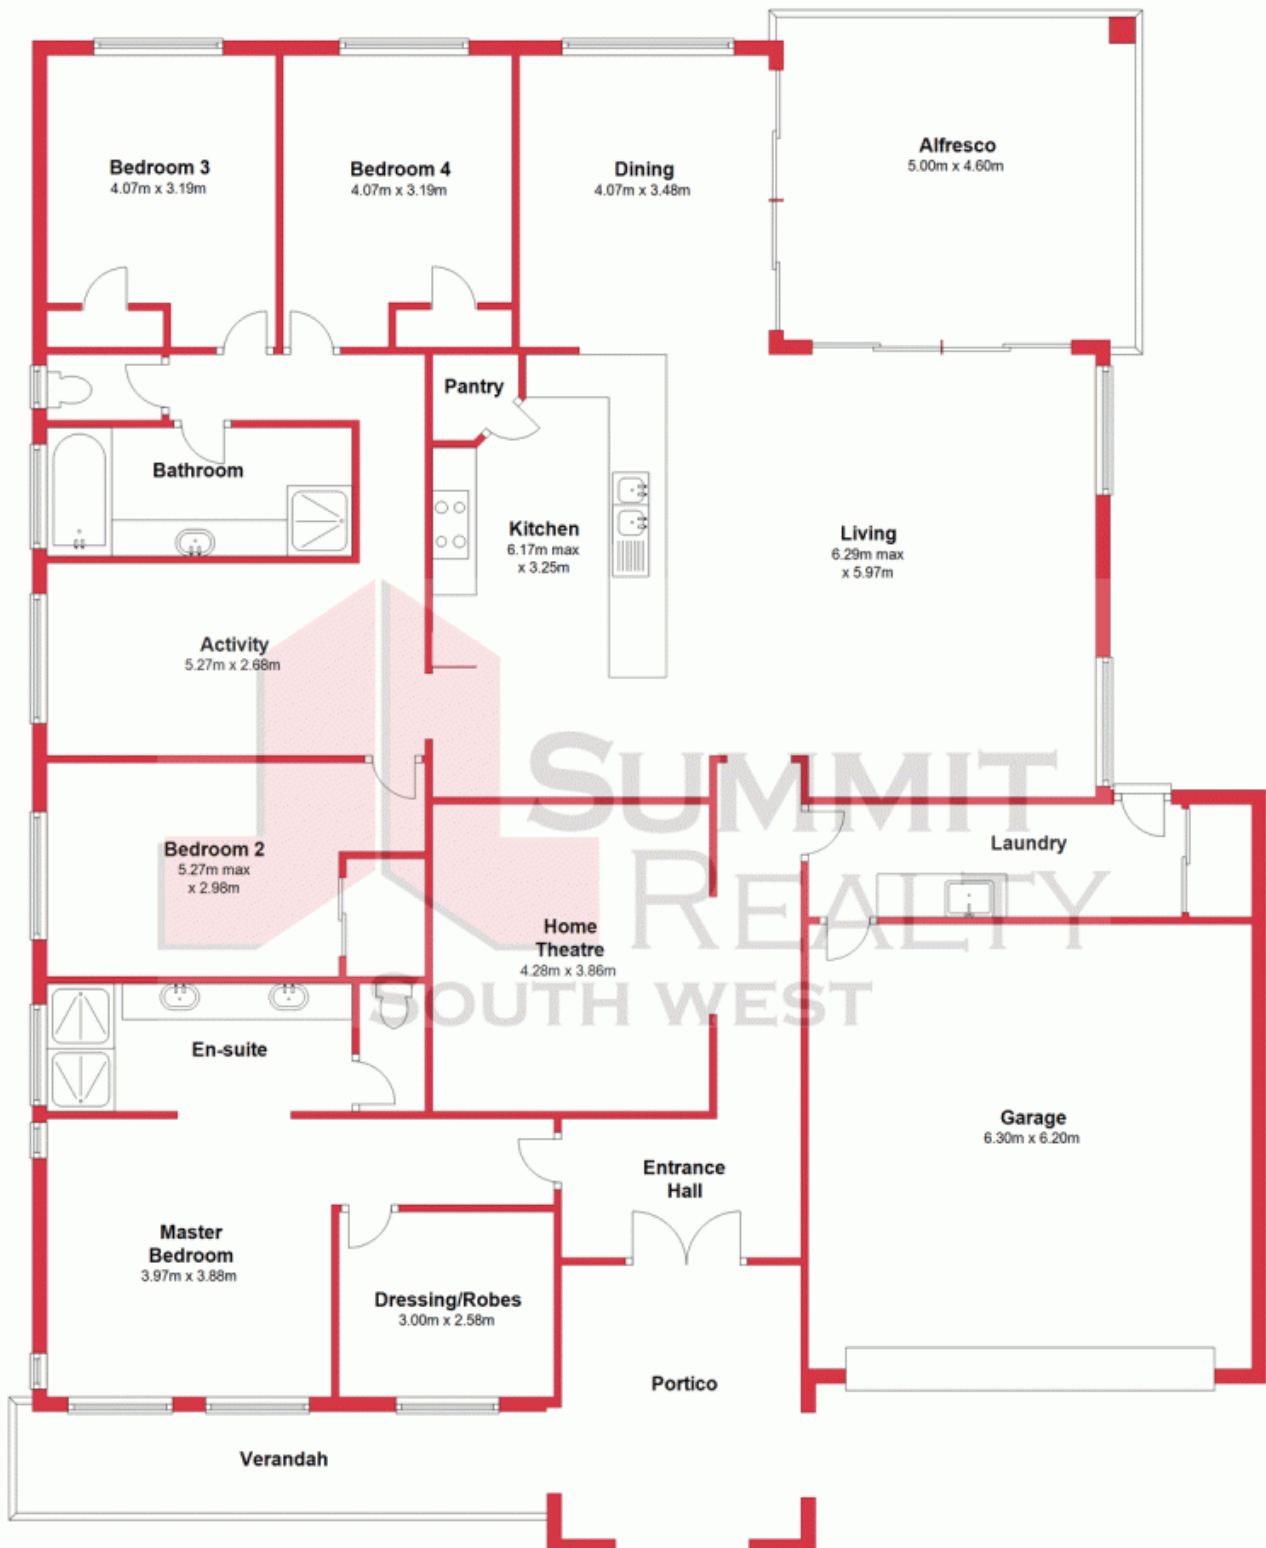 Bedroom 3
4.07m x 3.19m
Bedroom 4
4.07m x 3.19m
Dining
4.07m x 3.48m
Alfresco
5.00m x 4.60m
Pantry
Bathroom
Kitchen
6.17m max
x 3.25m
Living
6.29m max
x 5.97m
Activity
5.27m x 2.68m
SUMMIT
REALTY
SOUTH WEST
Bedroom 2
5.27m max
x 2.98m
Laundry
Home
Theatre
4.28m x 3.86m
En-suite
Garage
6.30m x 6.20m
Entrance
Hall
Master
Bedroom
3.97m x 3.88m
Dressing/Robes
3.00m x 2.58m
Portico
Verandah